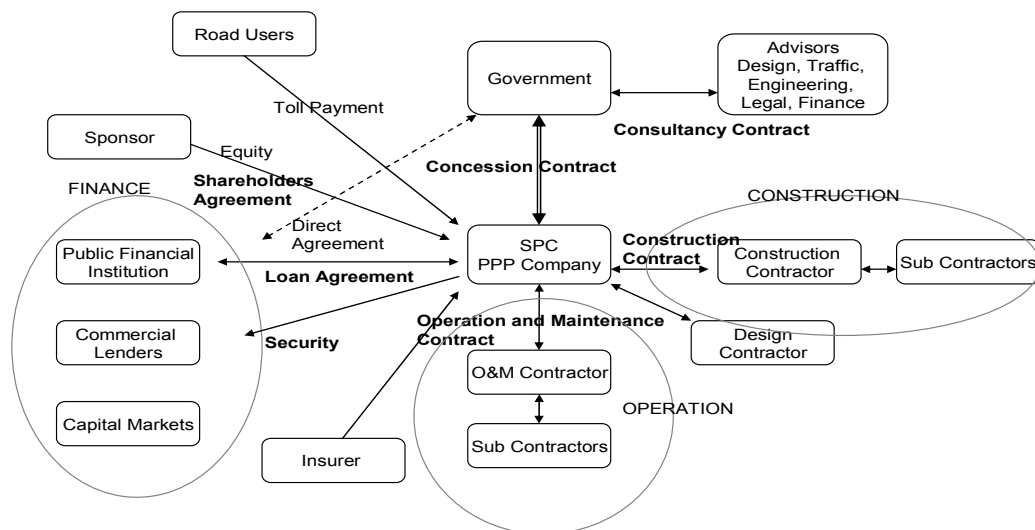 Road Users
Government
Advisors
Design, Traffic,
Engineering,
Legal, Finance
Toll Payment
Consultancy Contract
Sponsor
Equity
Shareholders
Agreement
Concession Contract
FINANCE
CONSTRUCTION
Direct
Agreement
Public Financial
Institution
Loan Agreement
SPC
PPP Company
Construction
Contract
Construction
Contractor
Sub Contractors
Commercial
Lenders
Security
Operation and Maintenance
Contract
Design
Contractor
O&M Contractor
OPERATION
Capital Markets
Sub Contractors
Insurer